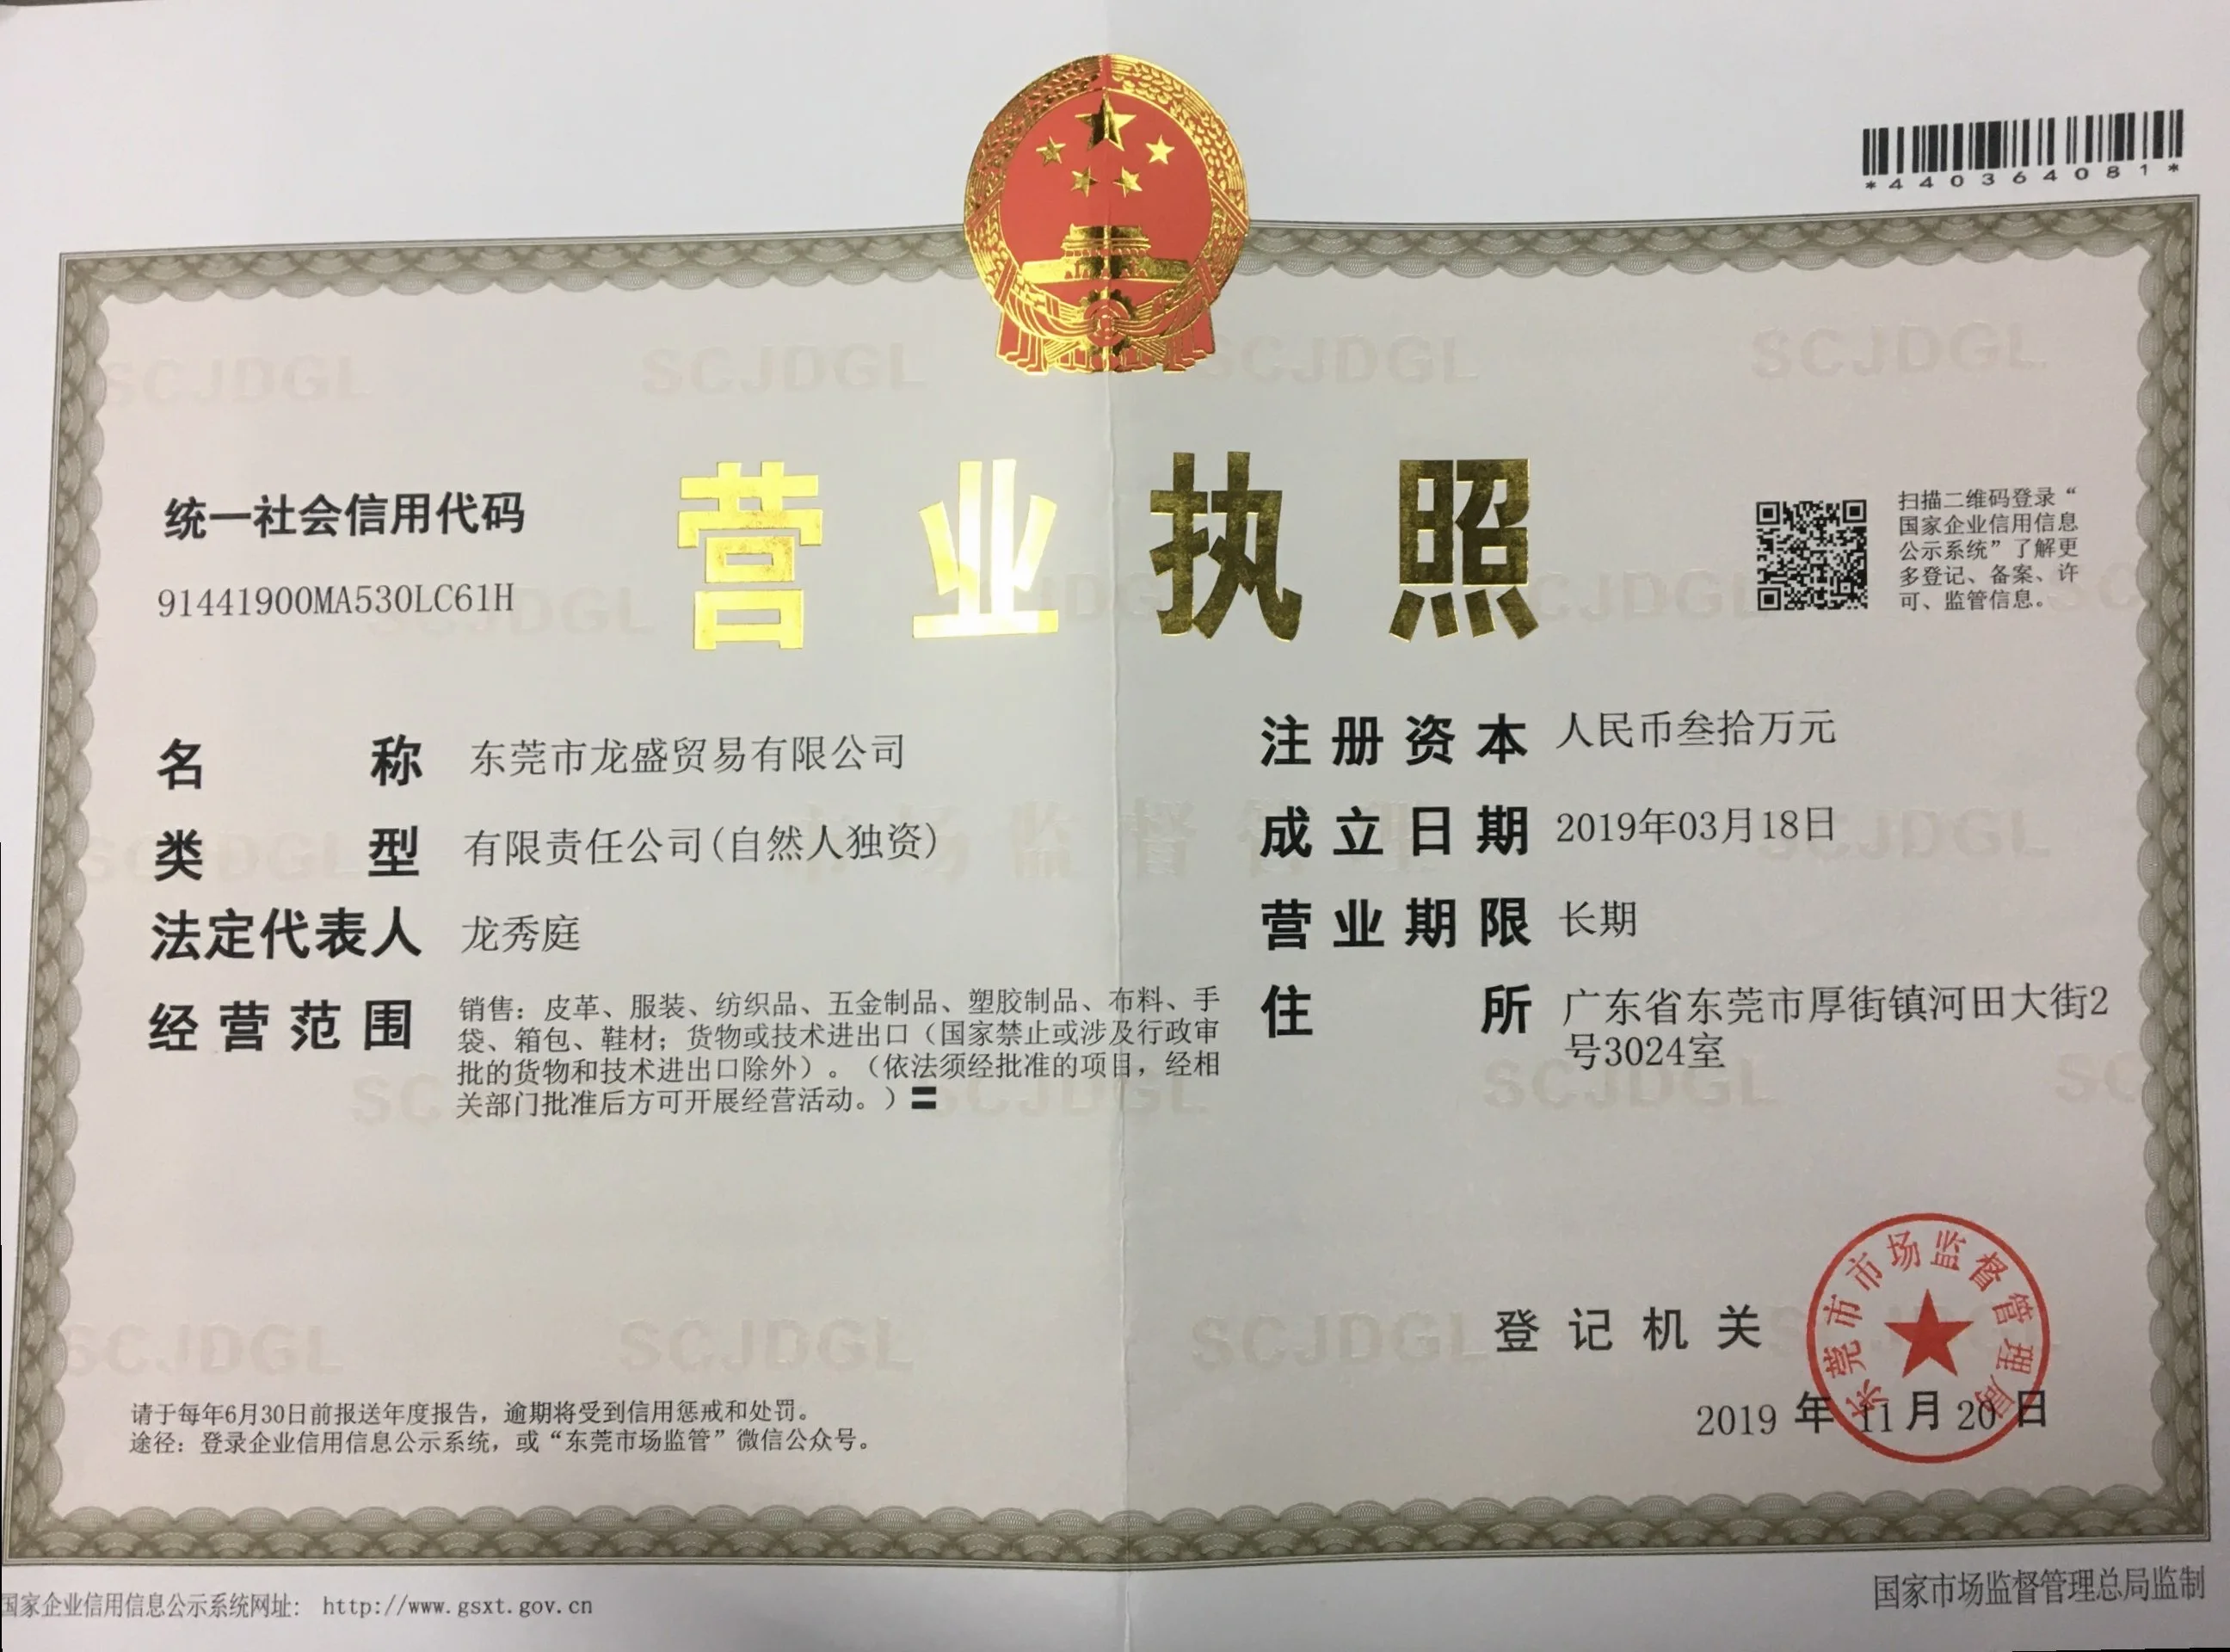 *440364081*
营业执照
统一社会信用代码
91441900MA530LC61H
扫描二维码登录“
国家企业信用信息
公示系统”了解更
多登记、备案、许
可、监管信息。
名称 东莞市龙盛贸易有限公司
类型 有限责任公司(自然人独资)
法定代表人 龙秀庭
经营范围 销售：皮革、服装、纺织品、五金制品、塑胶制品、布料、手
袋、箱包、鞋材；货物或技术进出口（国家禁止或涉及行政审
批的货物和技术进出口除外）。（依法须经批准的项目，经相
关部门批准后方可开展经营活动。）〓
注册资本 人民币叁拾万元
成立日期 2019年03月18日
营业期限 长期
住所 广东省东莞市厚街镇河田大街2
号3024室
登记机关
东莞市市场监督管理局
2019 年 11 月 20 日
请于每年6月30日前报送年度报告，逾期将受到信用惩戒和处罚。
途径：登录企业信用信息公示系统，或“东莞市场监管”微信公众号。
国家企业信用信息公示系统网址： http://www.gsxt.gov.cn
国家市场监督管理总局监制
SCJDGL
市场监督管理